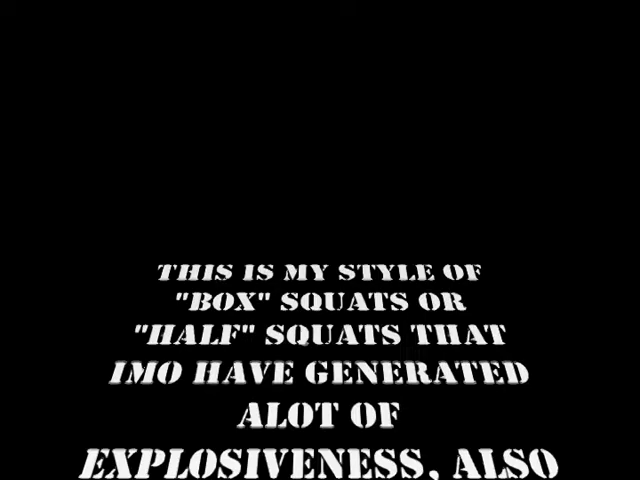 THIS IS MY STYLE OF
"BOX" SQUATS OR
"HALF" SQUATS THAT
IMO HAVE GENERATED
ALOT OF
EXPLOSIVENESS, ALSO